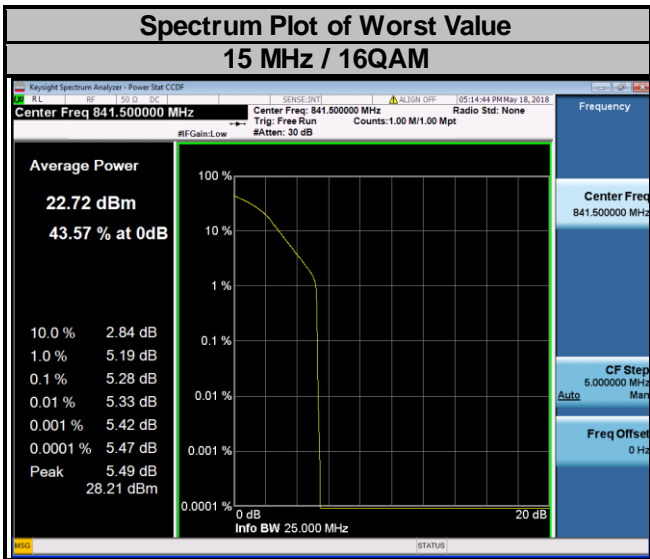 Spectrum Plot of Worst Value
15 MHz / 16QAM
Keysight Spectrum Analyzer - Power Stat CCDF
RL RF 50 Ω DC SENSE:INT ALIGN OFF 05:14:44 PM May 18, 2018
Center Freq 841.500000 MHz
Center Freq: 841.500000 MHz Radio Std: None
Trig: Free Run Counts:1.00 M/1.00 Mpt
#IFGain:Low #Atten: 30 dB
Frequency
Average Power
22.72 dBm
43.57 % at 0dB
10.0 % 2.84 dB
1.0 % 5.19 dB
0.1 % 5.28 dB
0.01 % 5.33 dB
0.001 % 5.42 dB
0.0001 % 5.47 dB
Peak 5.49 dB
28.21 dBm
100 %
10 %
1 %
0.1 %
0.01 %
0.001 %
0.0001 %
0 dB 20 dB
Info BW 25.000 MHz
Center Freq
841.500000 MHz
CF Step
5.000000 MHz
Auto Man
Freq Offset
0 Hz
MSG STATUS